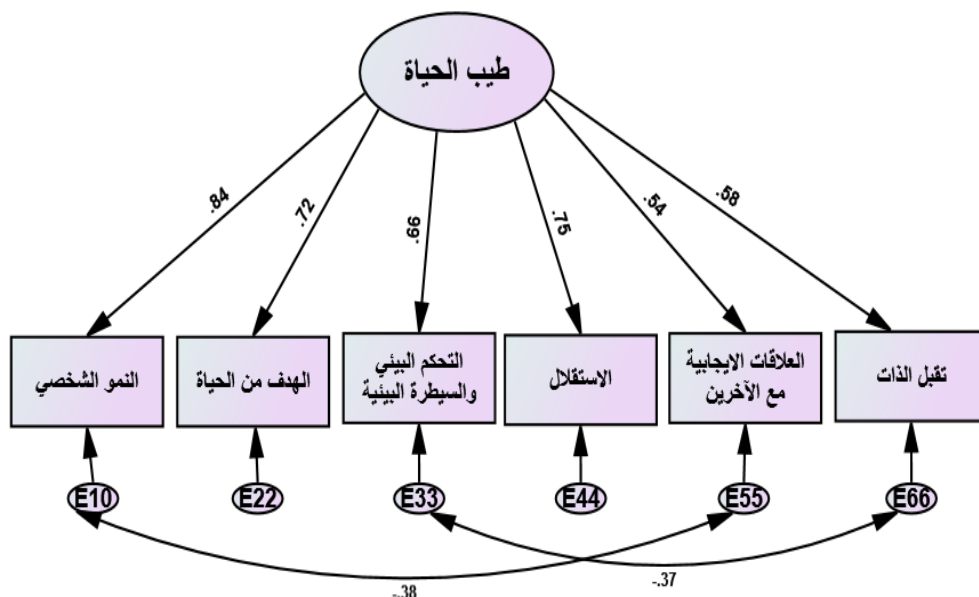 طيب الحياة
.84
.72
.66
.75
.54
.58
النمو الشخصي
الهدف من الحياة
التحكم البيئي
والسيطرة البيئية
الاستقلال
العلاقات الايجابية
مع الآخرين
تقبل الذات
E10
E22
E33
E44
E55
E66
-.38
-.37